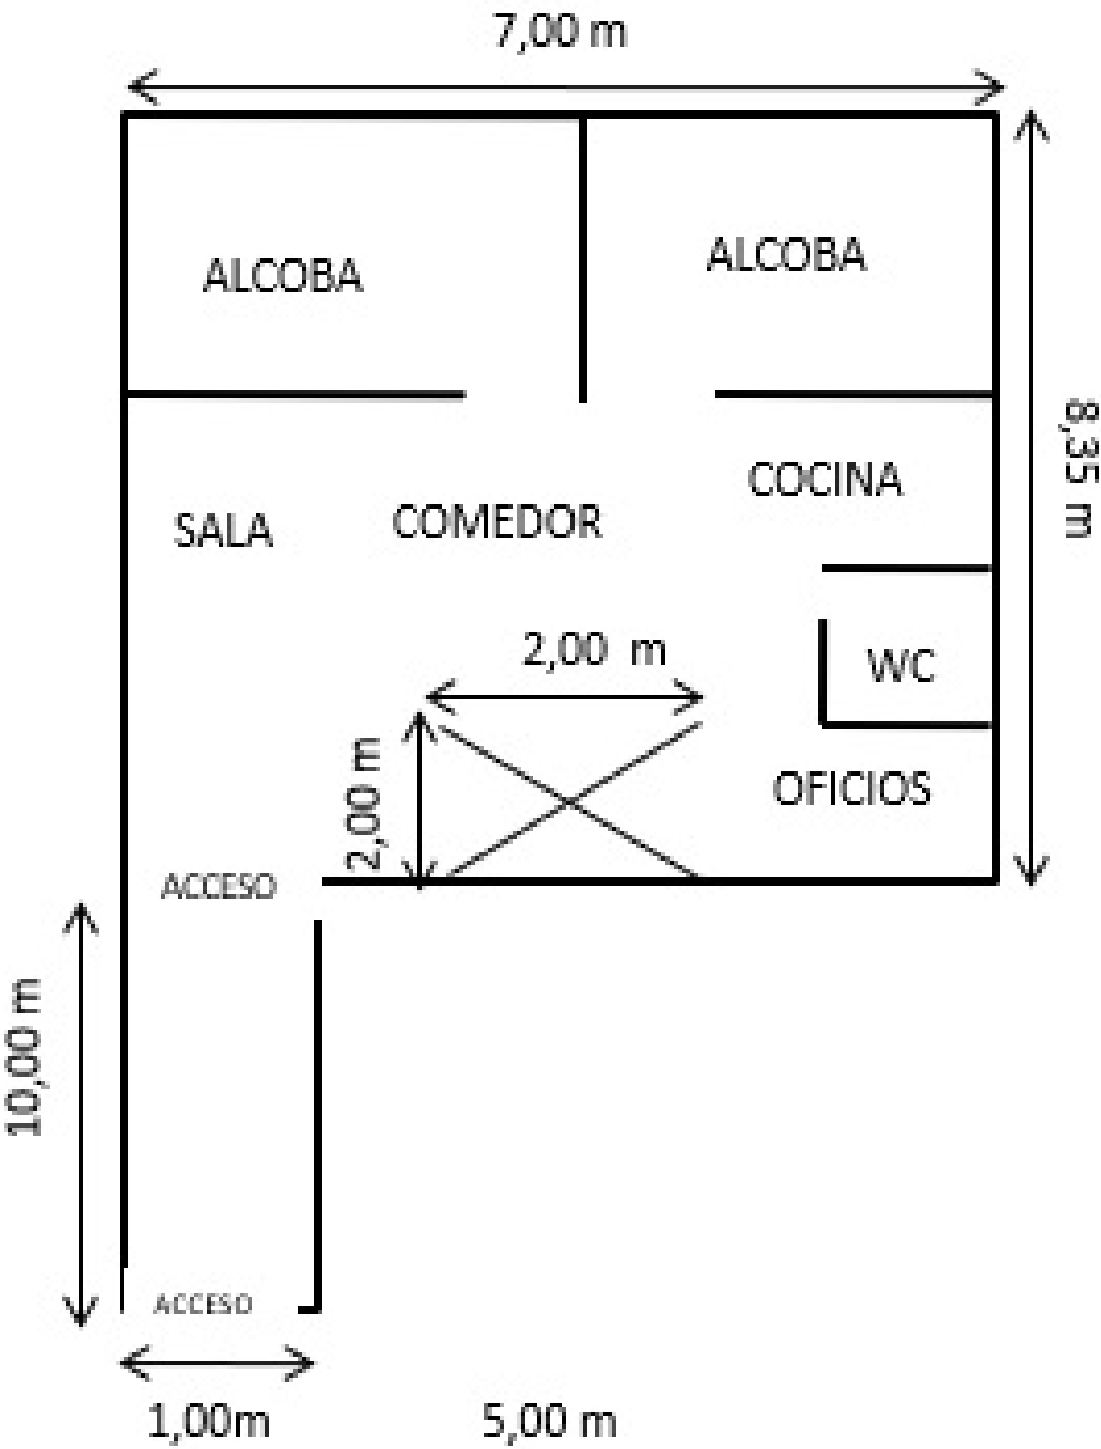 7,00 m
ALCOBA
ALCOBA
8,35 m
COCINA
SALA
COMEDOR
2,00 m
WC
2,00 m
OFICIOS
ACCESO
10,00 m
ACCESO
1,00m
5,00 m